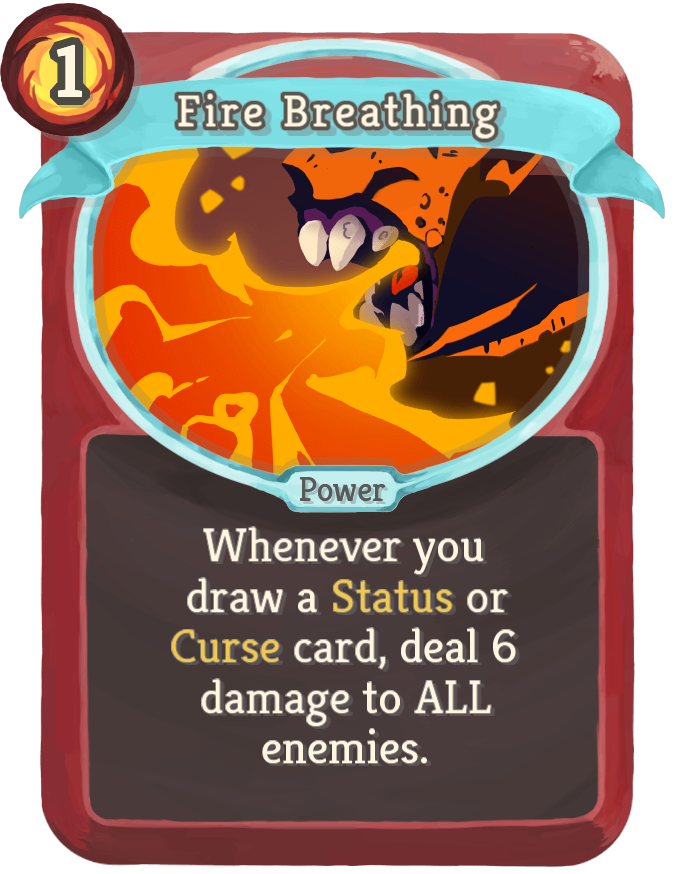 1
Fire Breathing
Power
Whenever you
draw a Status or
Curse card, deal 6
damage to ALL
enemies.